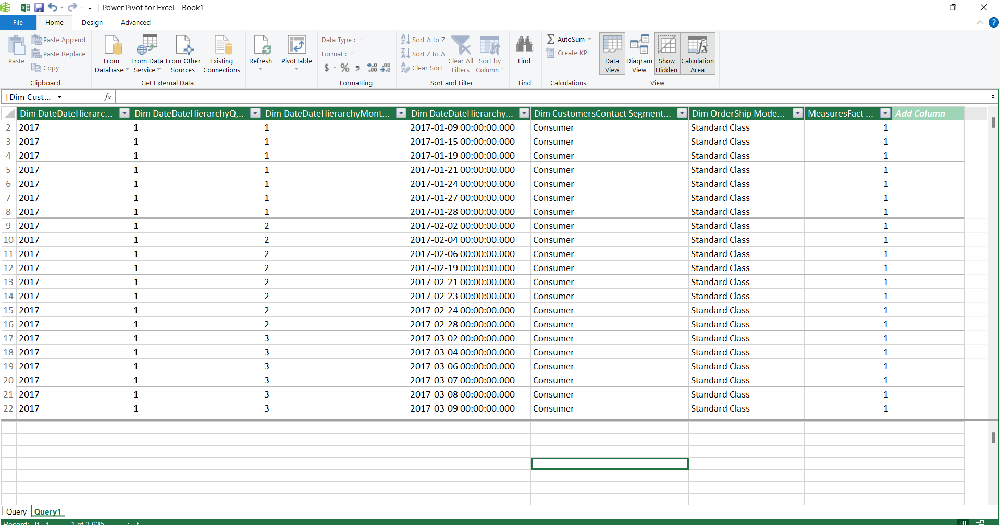 Power Pivot for Excel - Book1
File Home Design Advanced
Paste
Paste Append
Paste Replace
Copy
Clipboard
From Database
From Data Service
From Other Sources
Existing Connections
Get External Data
Refresh
PivotTable
Data Type :
Format :
$ % ,
Formatting
Sort A to Z
Sort Z to A
Clear Sort
Clear All Filters
Sort by Column
Sort and Filter
Find
Find
AutoSum
Create KPI
Calculations
Data View
Diagram View
Show Hidden
Calculation Area
View
[Dim Cust... fx
Dim DateDateHierarc... Dim DateDateHierarchyQ... Dim DateDateHierarchyMont... Dim DateDateHierarchy... Dim CustomersContact Segment... Dim OrderShip Mode... MeasuresFact ... Add Column
2 2017 1 1 2017-01-09 00:00:00.000 Consumer Standard Class 1
3 2017 1 1 2017-01-15 00:00:00.000 Consumer Standard Class 1
4 2017 1 1 2017-01-19 00:00:00.000 Consumer Standard Class 1
5 2017 1 1 2017-01-21 00:00:00.000 Consumer Standard Class 1
6 2017 1 1 2017-01-24 00:00:00.000 Consumer Standard Class 1
7 2017 1 1 2017-01-27 00:00:00.000 Consumer Standard Class 1
8 2017 1 1 2017-01-28 00:00:00.000 Consumer Standard Class 1
9 2017 1 2 2017-02-02 00:00:00.000 Consumer Standard Class 1
10 2017 1 2 2017-02-04 00:00:00.000 Consumer Standard Class 1
11 2017 1 2 2017-02-06 00:00:00.000 Consumer Standard Class 1
12 2017 1 2 2017-02-19 00:00:00.000 Consumer Standard Class 1
13 2017 1 2 2017-02-21 00:00:00.000 Consumer Standard Class 1
14 2017 1 2 2017-02-23 00:00:00.000 Consumer Standard Class 1
15 2017 1 2 2017-02-24 00:00:00.000 Consumer Standard Class 1
16 2017 1 2 2017-02-28 00:00:00.000 Consumer Standard Class 1
17 2017 1 3 2017-03-02 00:00:00.000 Consumer Standard Class 1
18 2017 1 3 2017-03-04 00:00:00.000 Consumer Standard Class 1
19 2017 1 3 2017-03-06 00:00:00.000 Consumer Standard Class 1
20 2017 1 3 2017-03-07 00:00:00.000 Consumer Standard Class 1
21 2017 1 3 2017-03-08 00:00:00.000 Consumer Standard Class 1
22 2017 1 3 2017-03-09 00:00:00.000 Consumer Standard Class 1
Query Query1
Record: 1 of 3,635